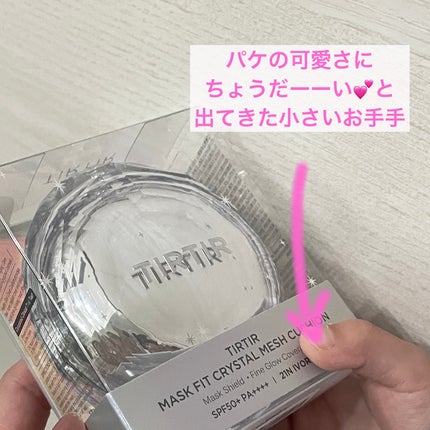 パケの可愛さに
ちょうだーーい💕と
出てきた小さいお手手
TIRTIR
TIRTIR
TIRTIR
MASK FIT CRYSTAL MESH CUSHION
Mask Shield • Fine Glow Cover
SPF50+ PA++++ | 21N IVOR